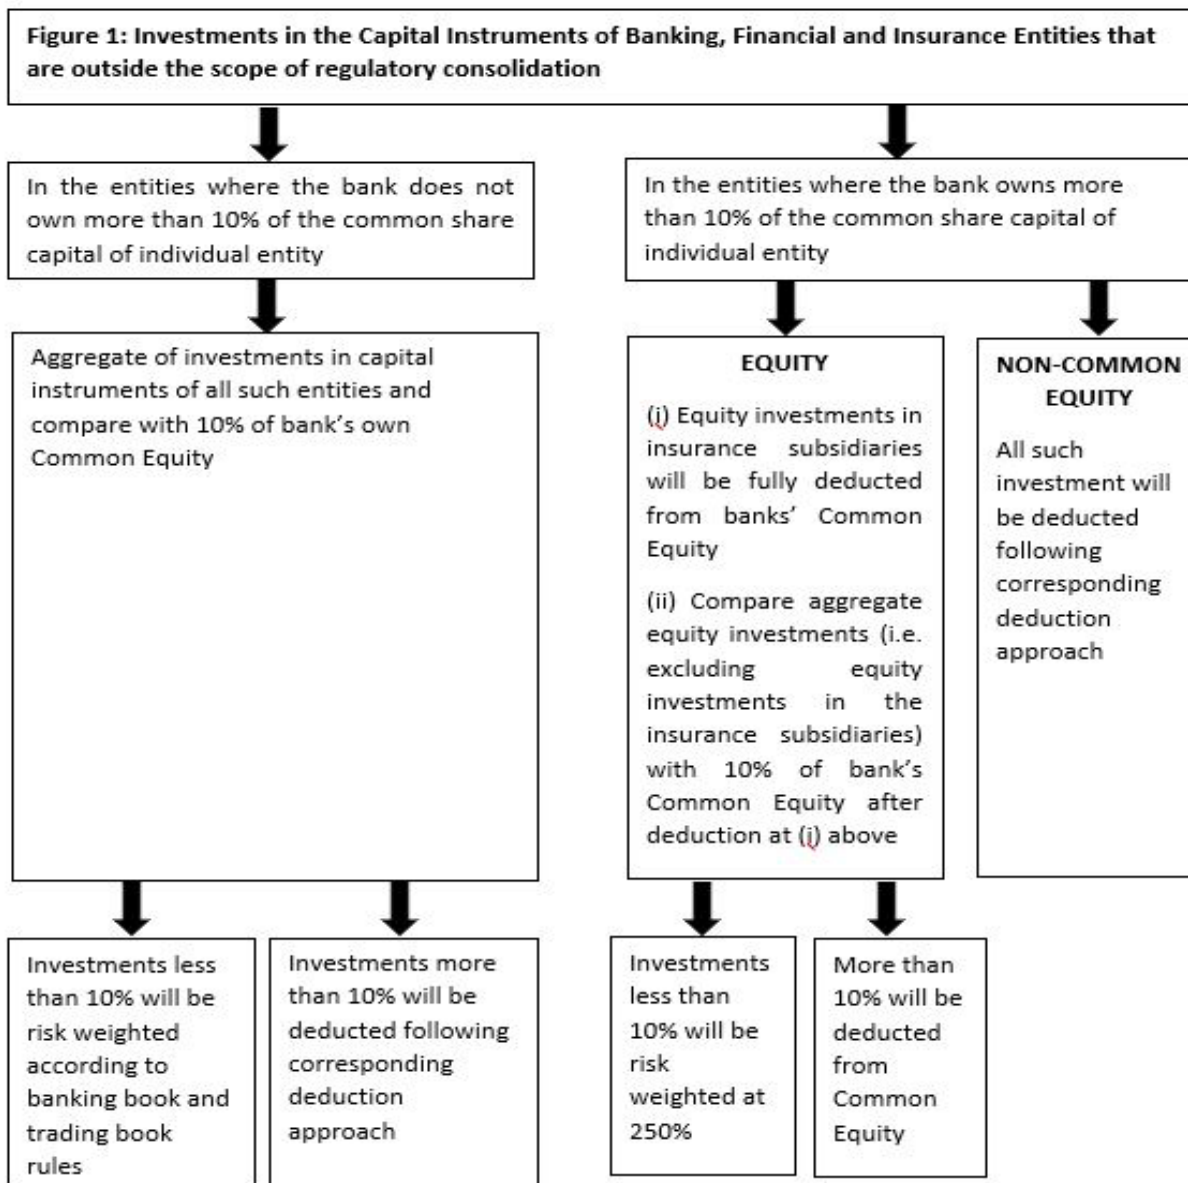 Figure 1: Investments in the Capital Instruments of Banking, Financial and Insurance Entities that
are outside the scope of regulatory consolidation
In the entities where the bank does not
own more than 10% of the common share
capital of individual entity
In the entities where the bank owns more
than 10% of the common share capital of
individual entity
Aggregate of investments in capital
instruments of all such entities and
compare with 10% of bank's own
Common Equity
EQUITY
(i) Equity investments in
insurance subsidiaries
will be fully deducted
from banks' Common
Equity
(ii) Compare aggregate
equity investments (i.e.
excluding equity
investments in the
insurance subsidiaries)
with 10% of bank's
Common Equity after
deduction at (i) above
NON-COMMON
EQUITY
All such
investment will
be deducted
following
corresponding
deduction
approach
Investments less
than 10% will be
risk weighted
according to
banking book and
trading book
rules
Investments more
than 10% will be
deducted following
corresponding
deduction
approach
Investments
less than
10% will be
risk
weighted at
250%
More than
10% will be
deducted
from
Common
Equity